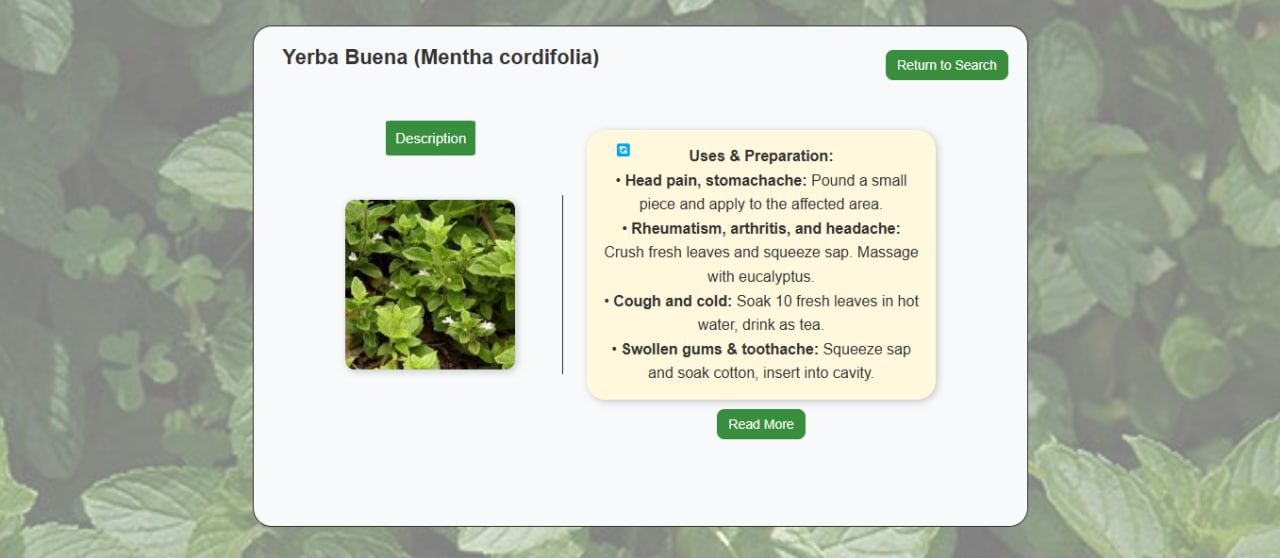 Yerba Buena (Mentha cordifolia)
Return to Search
Description
Uses & Preparation:
• Head pain, stomachache: Pound a small
piece and apply to the affected area.
• Rheumatism, arthritis, and headache:
Crush fresh leaves and squeeze sap. Massage
with eucalyptus.
• Cough and cold: Soak 10 fresh leaves in hot
water, drink as tea.
• Swollen gums & toothache: Squeeze sap
and soak cotton, insert into cavity.
Read More